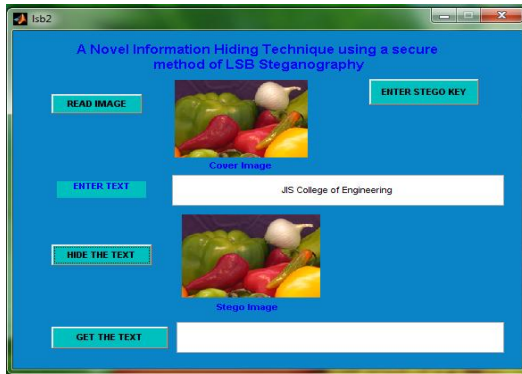 lsb2
A Novel Information Hiding Technique using a secure
method of LSB Steganography
READ IMAGE
ENTER STEGO KEY
Cover Image
ENTER TEXT
JIS College of Engineering
HIDE THE TEXT
Stego Image
GET THE TEXT